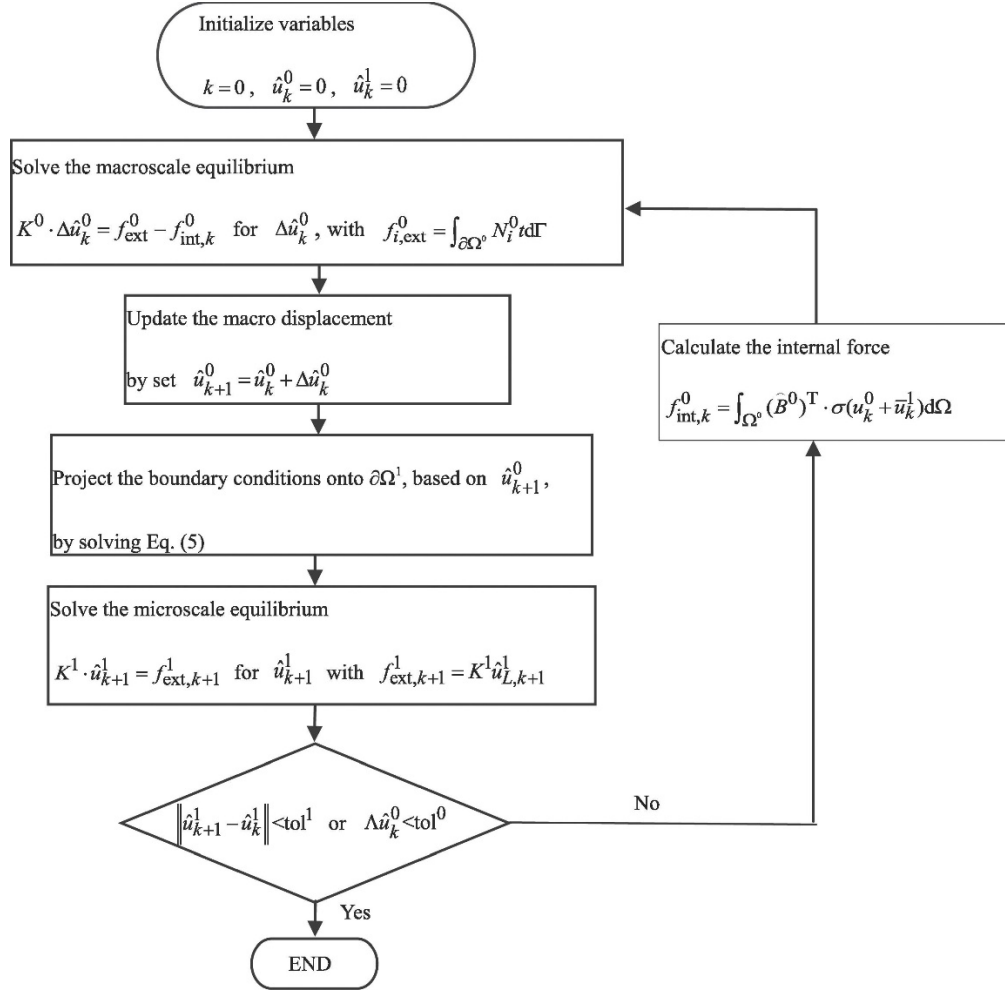 Initialize variables
k = 0 , û_k^0 = 0 , û_k^1 = 0
Solve the macroscale equilibrium
K^0 · Δû_k^0 = f_ext^0 − f_int,k^0 for Δû_k^0 , with f_i,ext^0 = ∫_∂Ω^0 N_i^0 tdΓ
Update the macro displacement
by set û_k+1^0 = û_k^0 + Δû_k^0
Calculate the internal force
f_int,k^0 = ∫_Ω^0 (B^0)^T · σ(u_k^0 + ū_k^1)dΩ
Project the boundary conditions onto ∂Ω^1, based on û_k+1^0 ,
by solving Eq. (5)
Solve the microscale equilibrium
K^1 · û_k+1^1 = f_ext,k+1^1 for û_k+1^1 with f_ext,k+1^1 = K^1 û_L,k+1^1
‖û_k+1^1 − û_k^1‖ <tol^1 or Λû_k^0 <tol^0
No
Yes
END